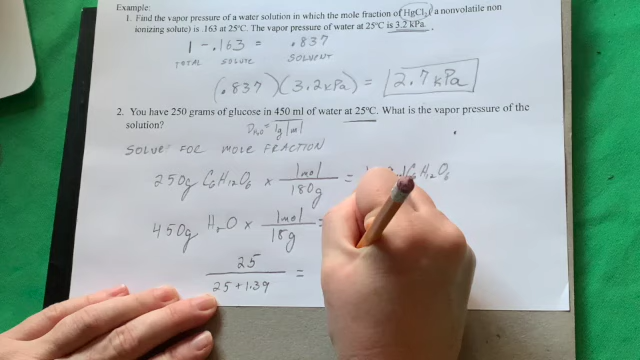 Example:
1. Find the vapor pressure of a water solution in which the mole fraction of HgCl₂ (a nonvolatile non
ionizing solute) is .163 at 25°C. The vapor pressure of water at 25°C is 3.2 kPa.
1 - .163 = .837
TOTAL SOLUTE SOLVENT
(.837)(3.2kPa) = 2.7 kPa
2. You have 250 grams of glucose in 450 ml of water at 25°C. What is the vapor pressure of the
solution?
D H₂O = 1g/ml
SOLVE FOR MOLE FRACTION
250g C₆H₁₂O₆ x 1mol / 180g =
450g H₂O x 1mol / 18g =
25 / 25 + 1.39 =